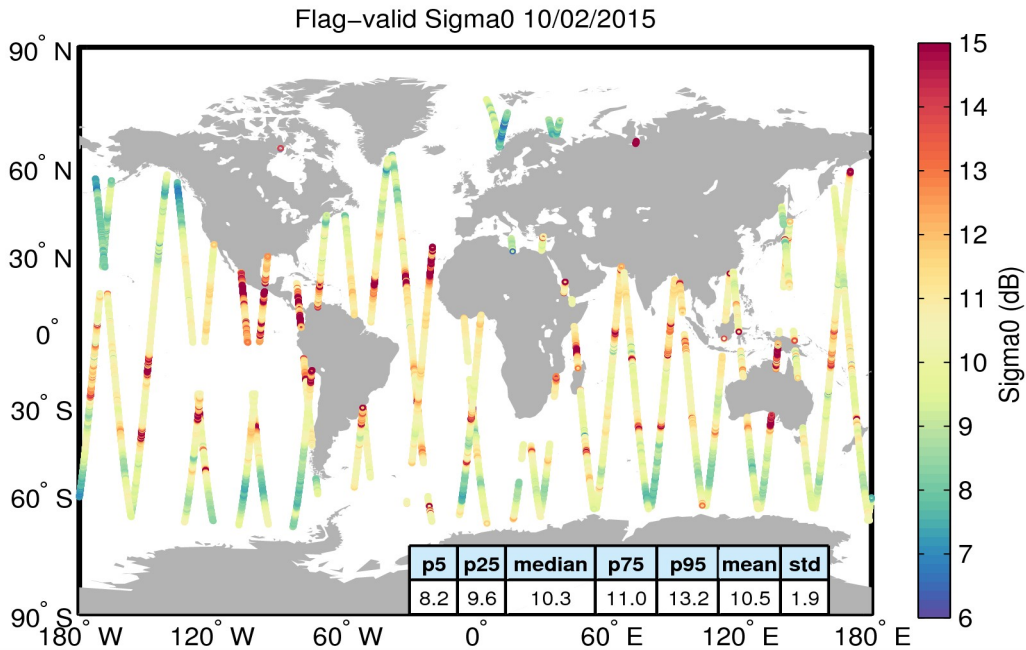 Flag−valid Sigma0 10/02/2015
90° N
60° N
30° N
0°
30° S
60° S
90° S
180° W
120° W
60° W
0°
60° E
120° E
180° E
p5 p25 median p75 p95 mean std
8.2 9.6 10.3 11.0 13.2 10.5 1.9
15
14
13
12
11
10
9
8
7
6
Sigma0 (dB)